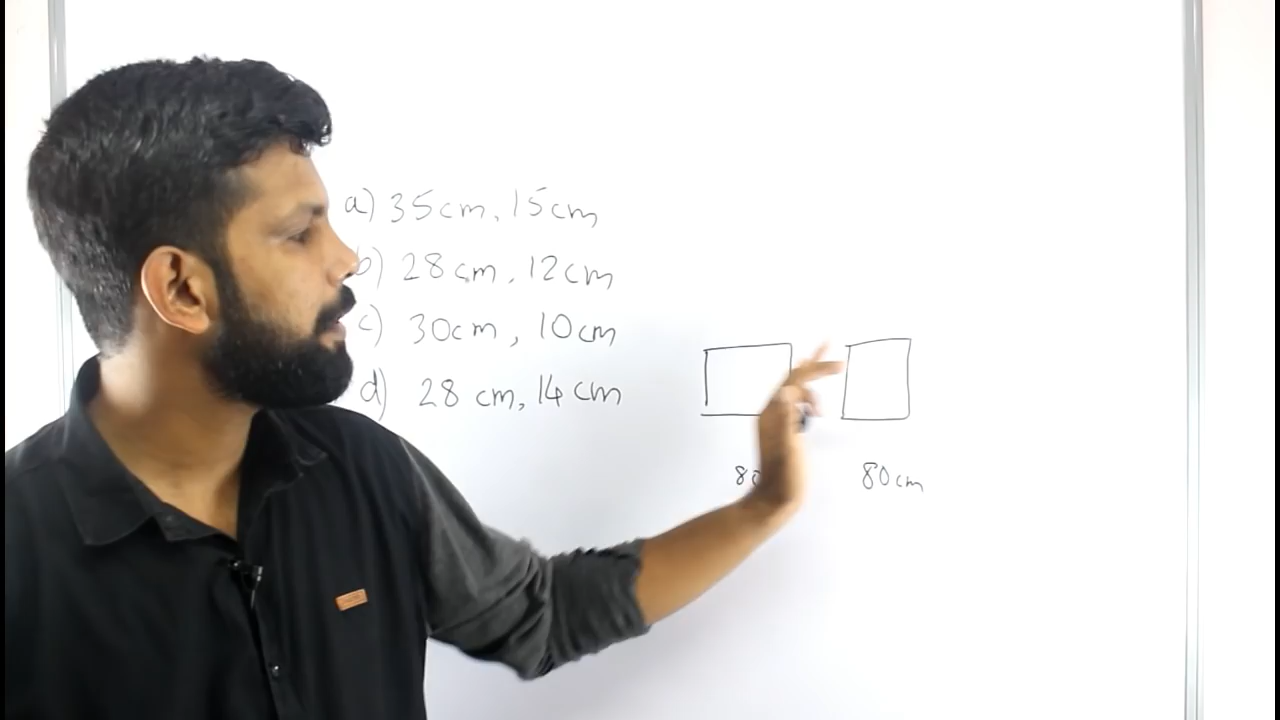 a) 35cm, 15cm
b) 28cm, 12cm
c) 30cm, 10cm
d) 28 cm, 14 cm
80cm